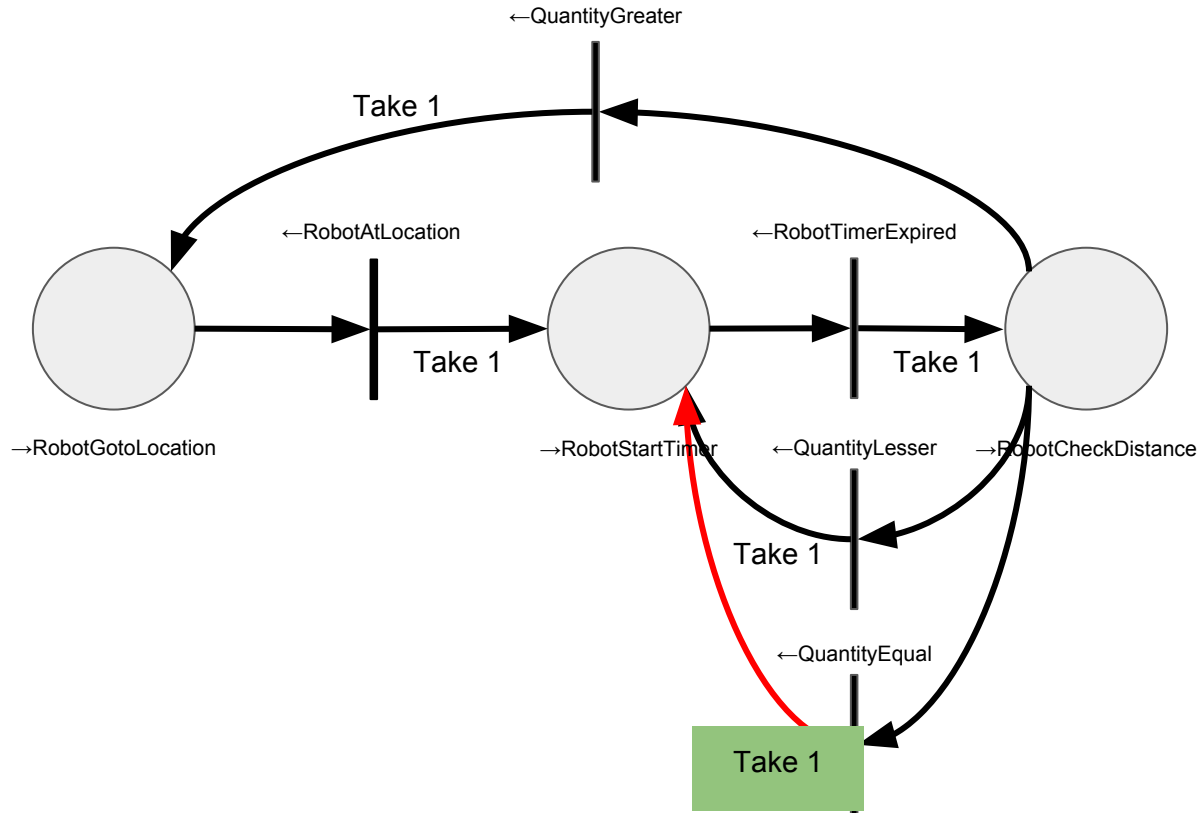 ←QuantityGreater
Take 1
←RobotAtLocation
←RobotTimerExpired
Take 1
Take 1
→RobotGotoLocation
→RobotStartTimer
←QuantityLesser
→RobotCheckDistance
Take 1
←QuantityEqual
Take 1